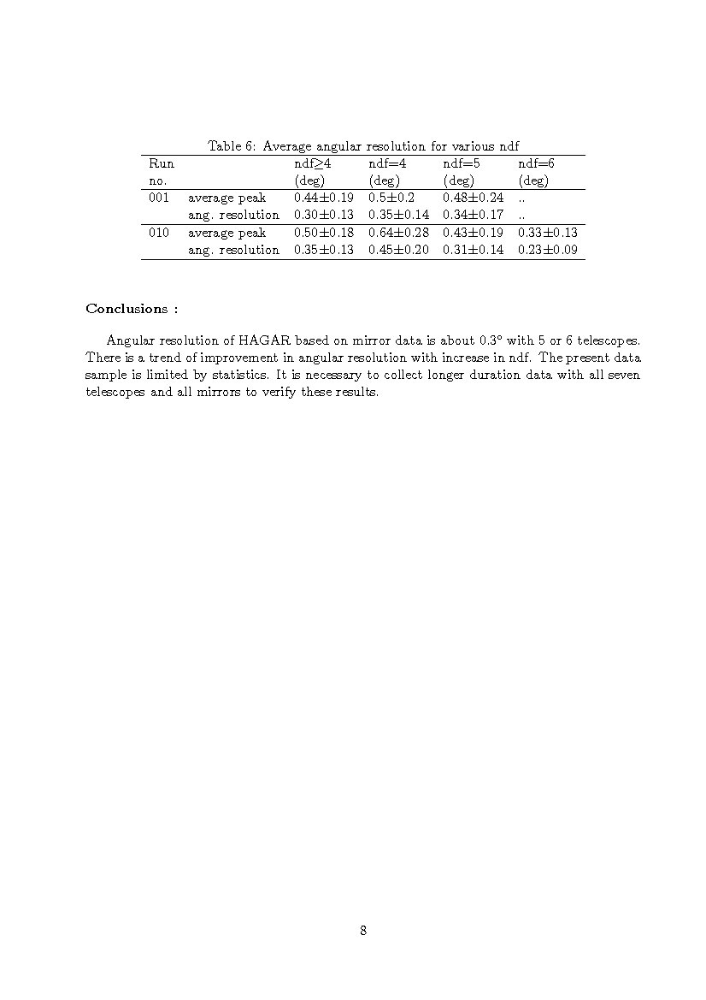 Table 6: Average angular resolution for various ndf
Run ndf≥4 ndf=4 ndf=5 ndf=6
no. (deg) (deg) (deg) (deg)
001 average peak 0.44±0.19 0.5±0.2 0.48±0.24 ..
ang. resolution 0.30±0.13 0.35±0.14 0.34±0.17 ..
010 average peak 0.50±0.18 0.64±0.28 0.43±0.19 0.33±0.13
ang. resolution 0.35±0.13 0.45±0.20 0.31±0.14 0.23±0.09
Conclusions :
Angular resolution of HAGAR based on mirror data is about 0.3° with 5 or 6 telescopes.
There is a trend of improvement in angular resolution with increase in ndf. The present data
sample is limited by statistics. It is necessary to collect longer duration data with all seven
telescopes and all mirrors to verify these results.
8